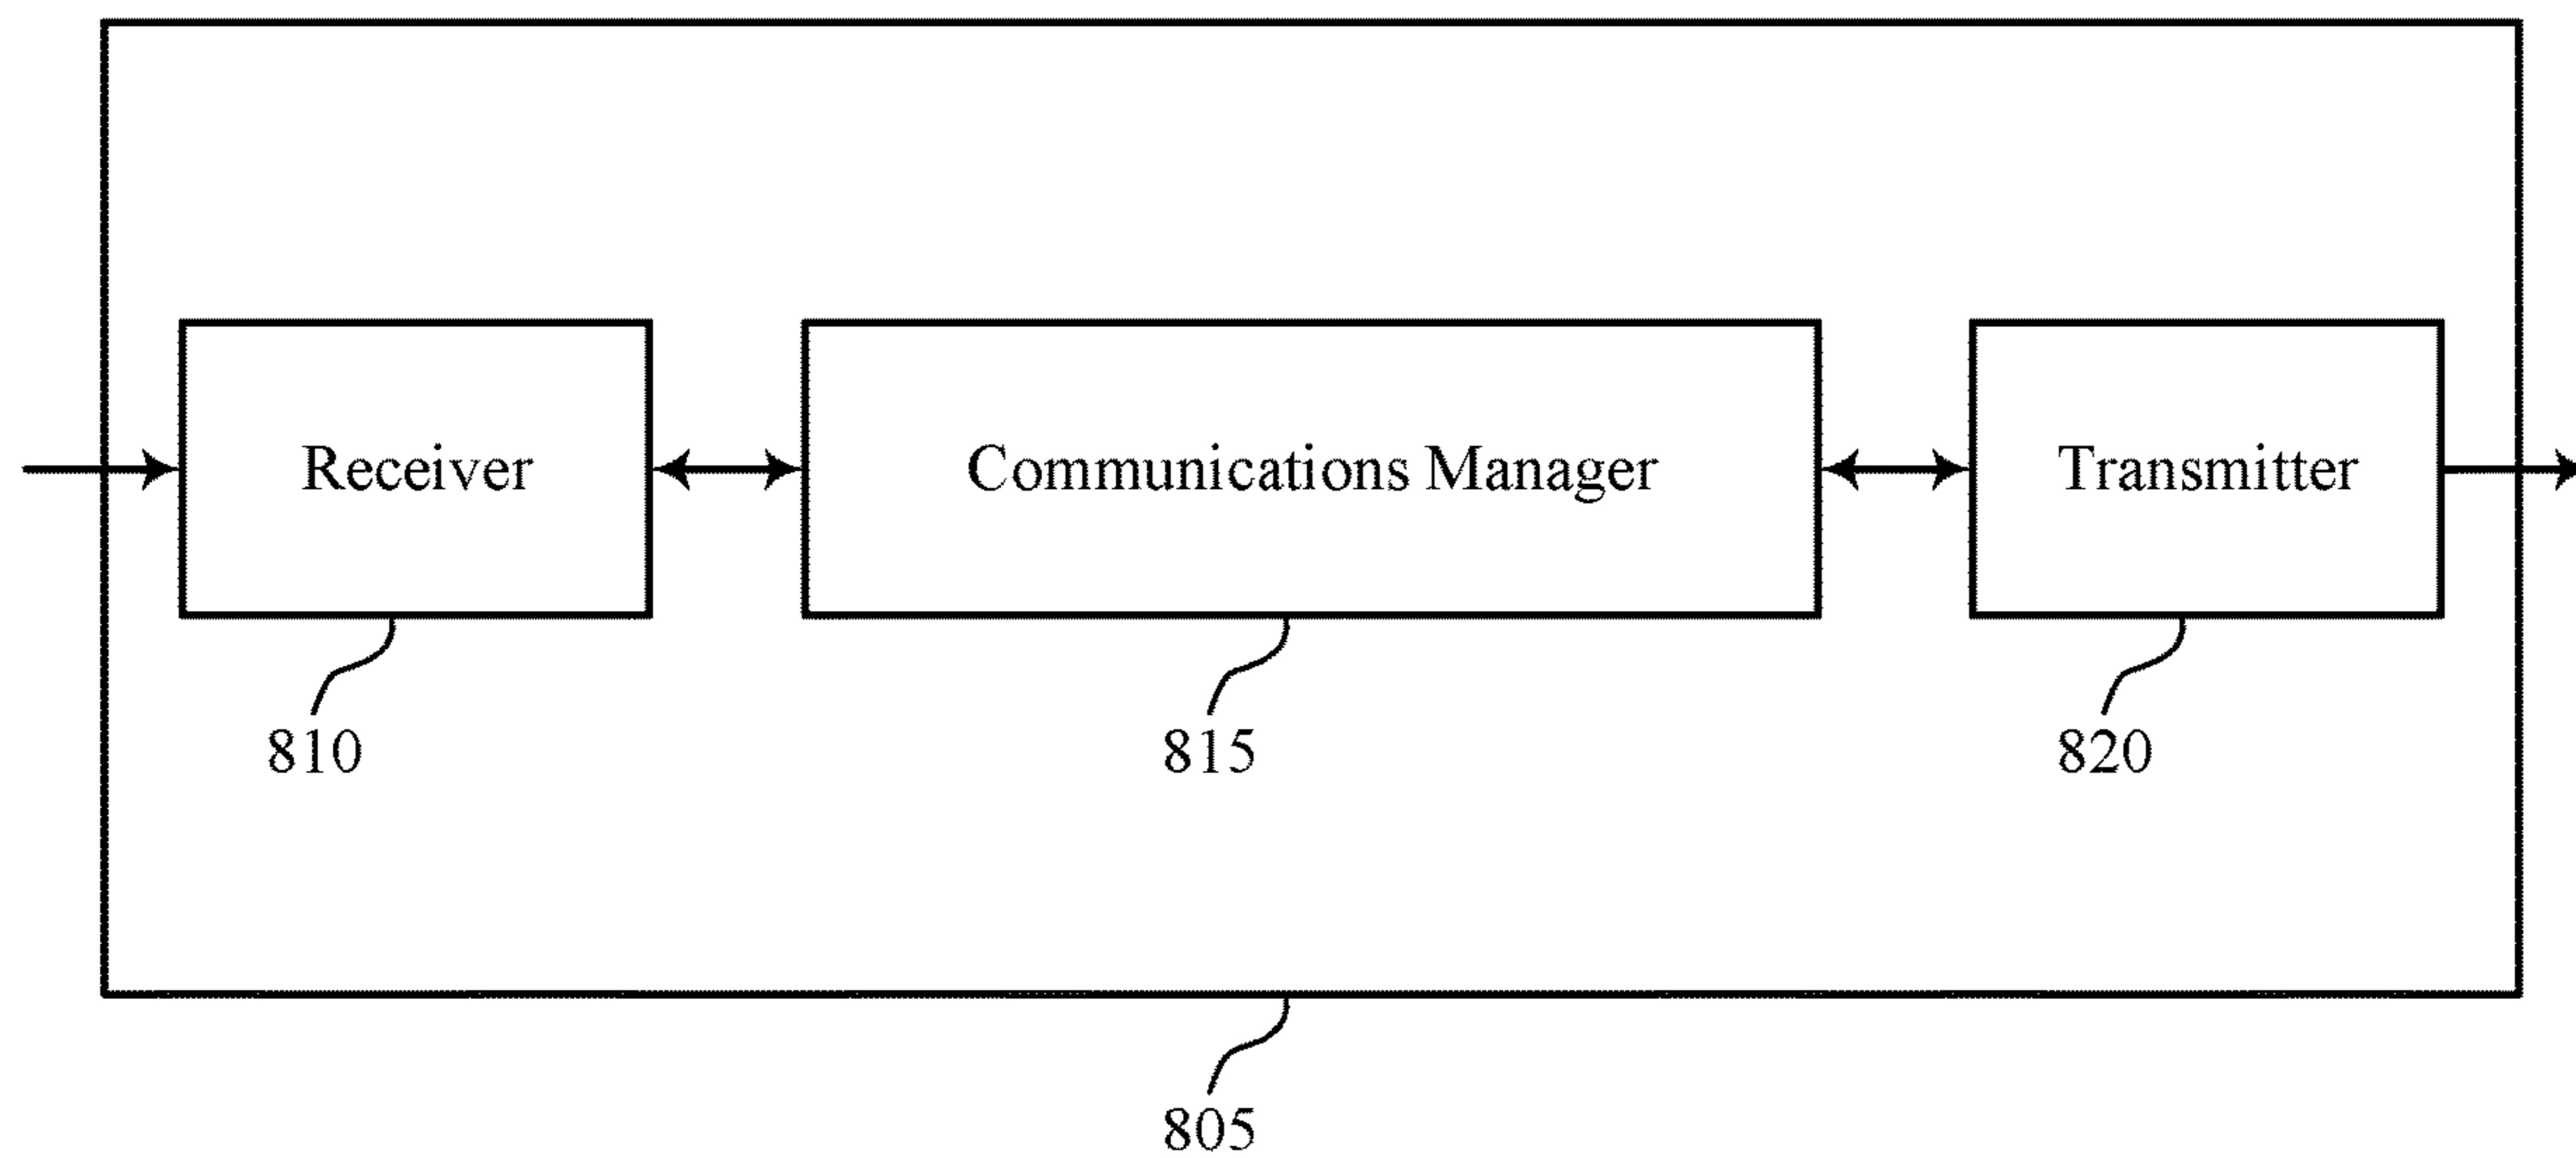 Receiver
Communications Manager
Transmitter
810
815
820
805